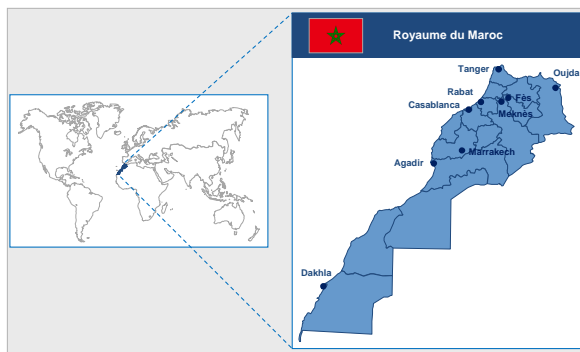 Royaume du Maroc
Tanger
Oujda
Rabat
Fès
Casablanca
Meknès
Marrakech
Agadir
Dakhla